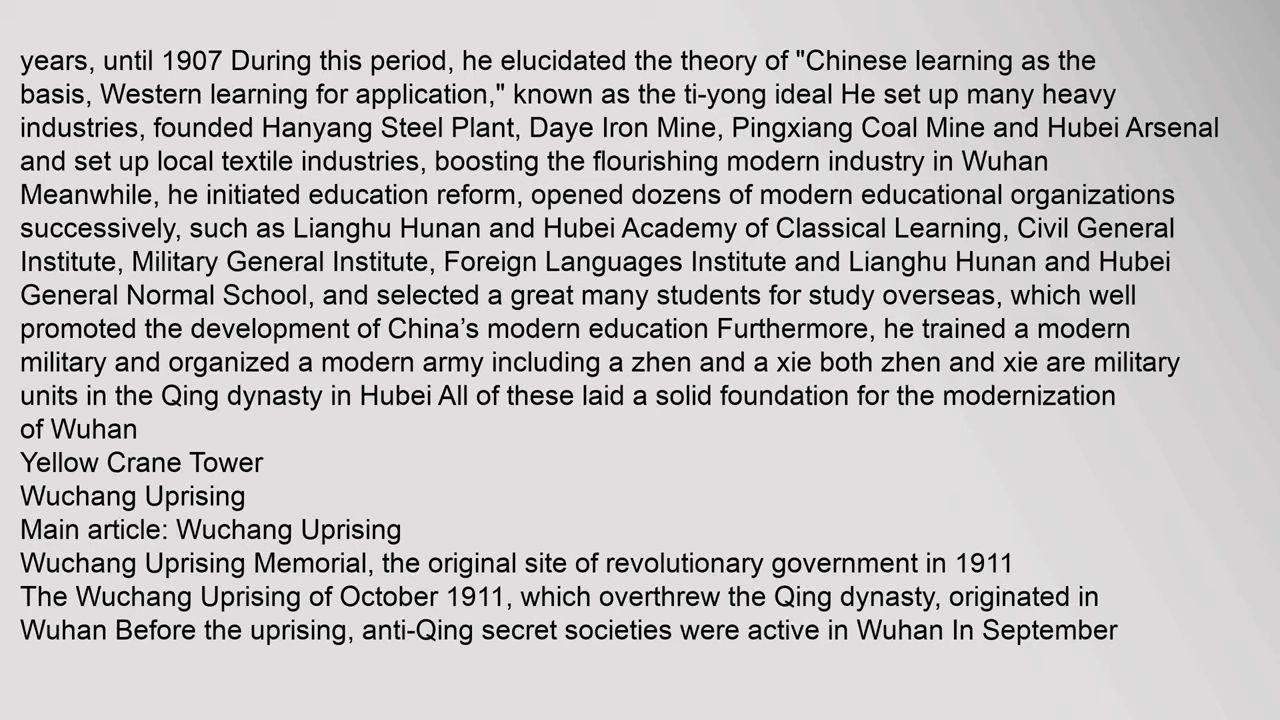 years, until 1907 During this period, he elucidated the theory of "Chinese learning as the
basis, Western learning for application," known as the ti-yong ideal He set up many heavy
industries, founded Hanyang Steel Plant, Daye Iron Mine, Pingxiang Coal Mine and Hubei Arsenal
and set up local textile industries, boosting the flourishing modern industry in Wuhan
Meanwhile, he initiated education reform, opened dozens of modern educational organizations
successively, such as Lianghu Hunan and Hubei Academy of Classical Learning, Civil General
Institute, Military General Institute, Foreign Languages Institute and Lianghu Hunan and Hubei
General Normal School, and selected a great many students for study overseas, which well
promoted the development of China’s modern education Furthermore, he trained a modern
military and organized a modern army including a zhen and a xie both zhen and xie are military
units in the Qing dynasty in Hubei All of these laid a solid foundation for the modernization
of Wuhan
Yellow Crane Tower
Wuchang Uprising
Main article: Wuchang Uprising
Wuchang Uprising Memorial, the original site of revolutionary government in 1911
The Wuchang Uprising of October 1911, which overthrew the Qing dynasty, originated in
Wuhan Before the uprising, anti-Qing secret societies were active in Wuhan In September